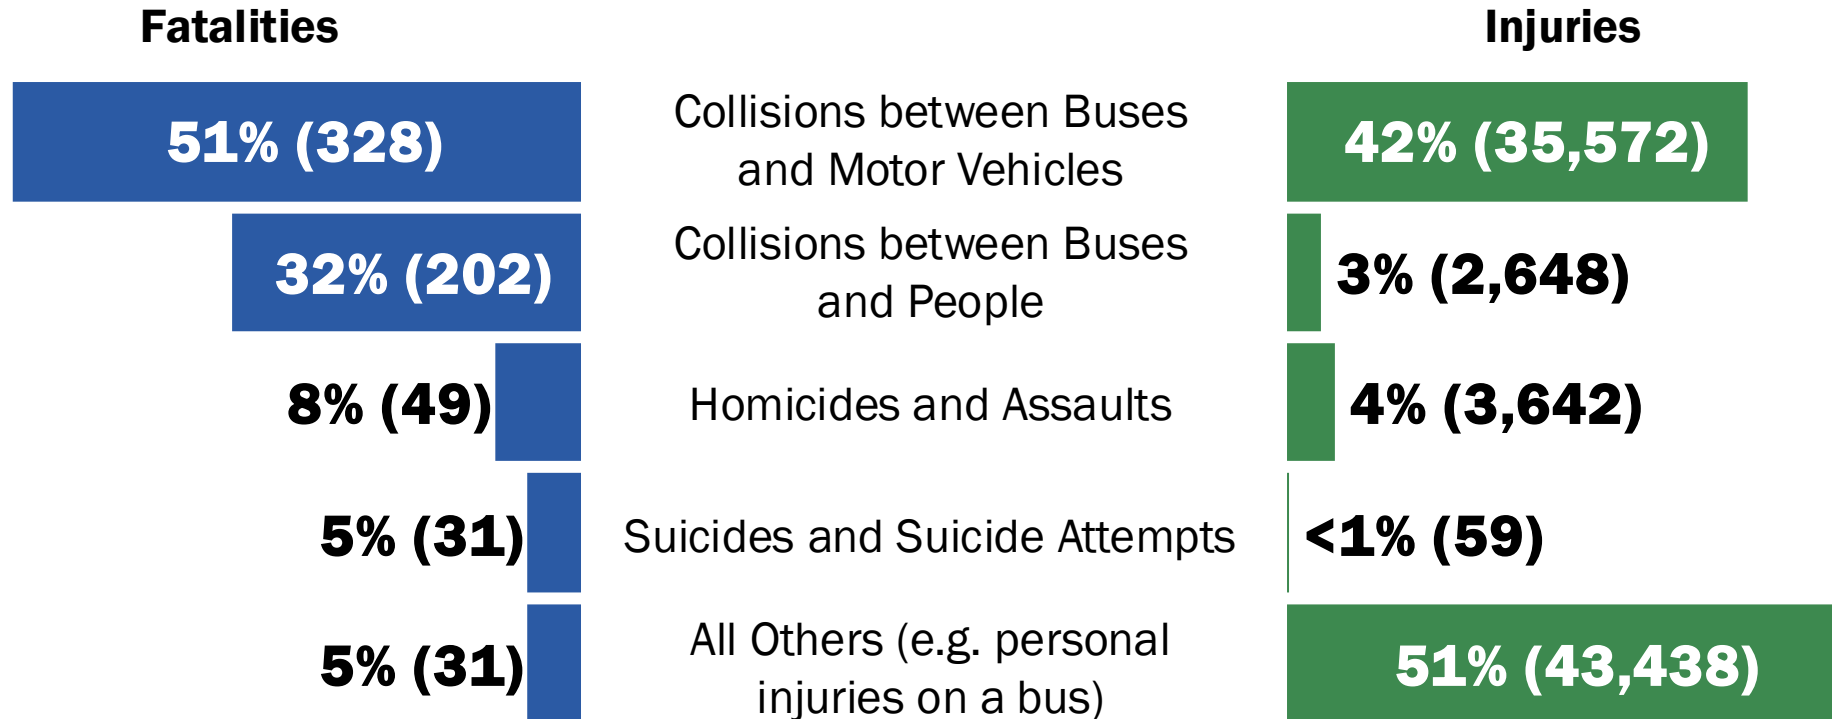 Fatalities
Injuries
51% (328)
Collisions between Buses
and Motor Vehicles
42% (35,572)
32% (202)
Collisions between Buses
and People
3% (2,648)
8% (49)
Homicides and Assaults
4% (3,642)
5% (31)
Suicides and Suicide Attempts
<1% (59)
5% (31)
All Others (e.g. personal
injuries on a bus)
51% (43,438)